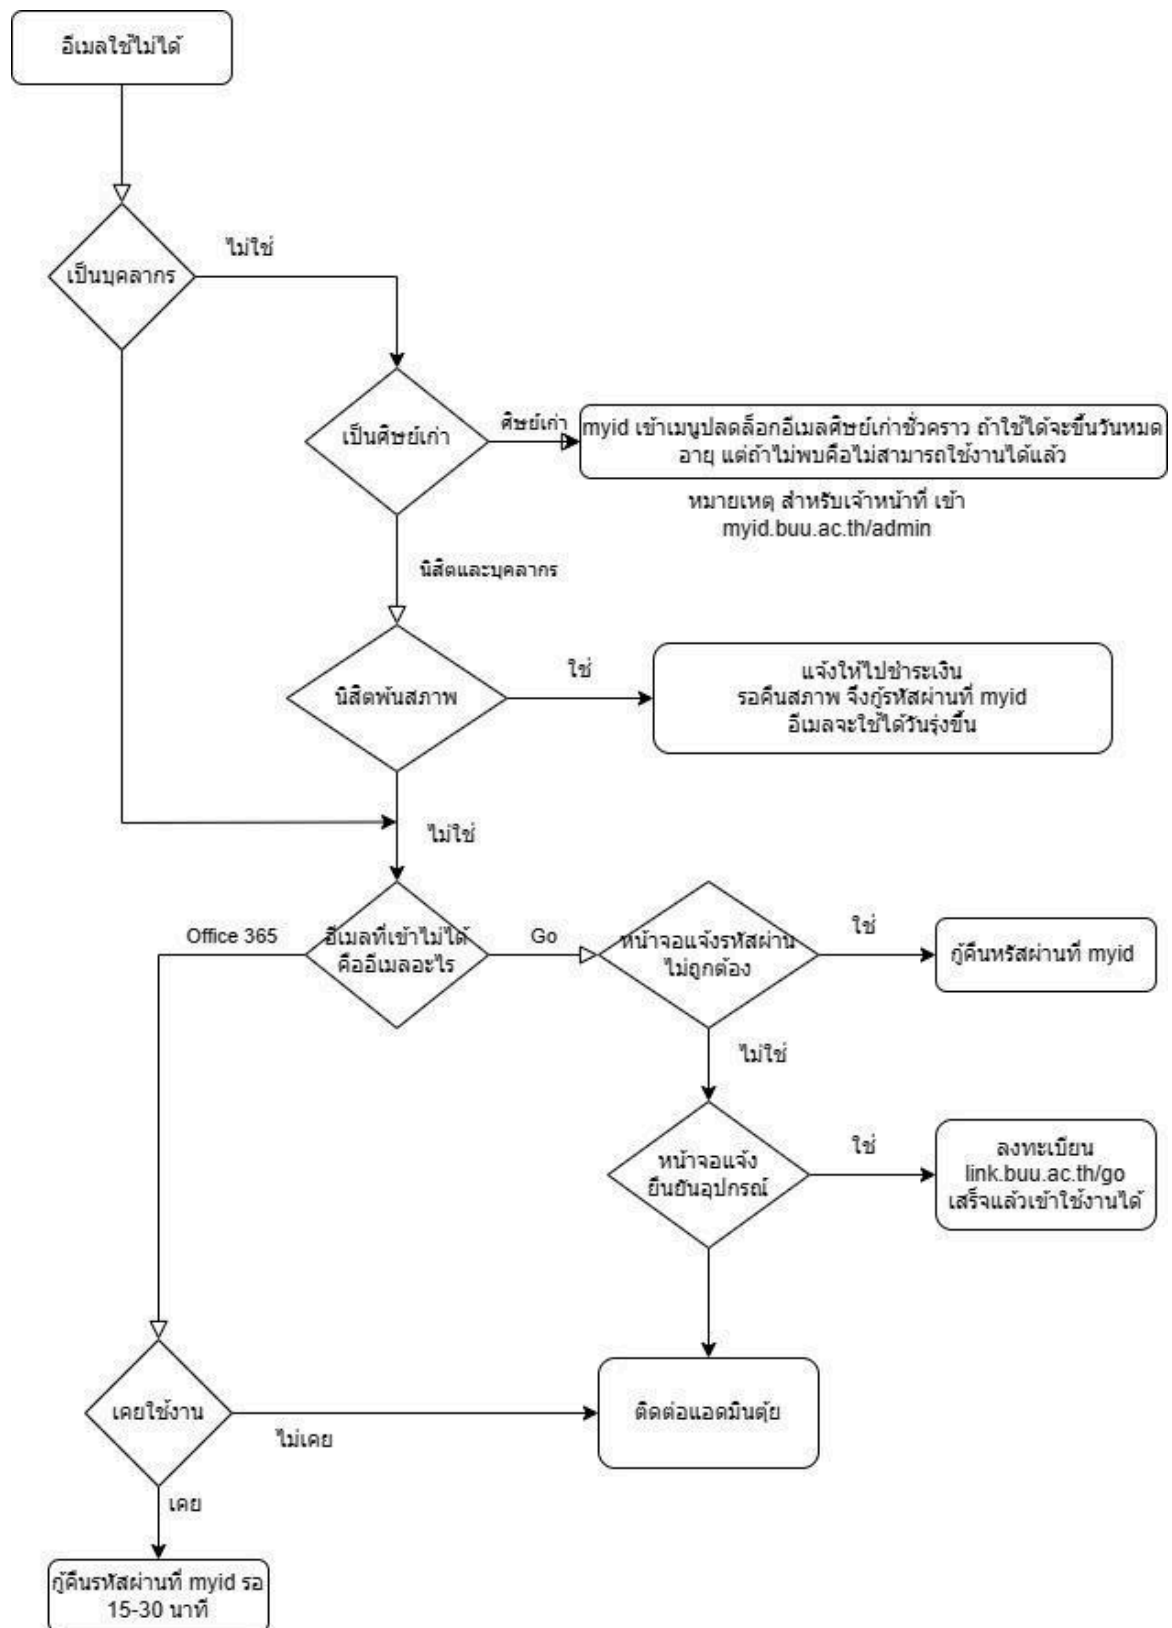 อีเมลใช้ไม่ได้
เป็นบุคลากร
ไม่ใช่
เป็นศิษย์เก่า
ศิษย์เก่า
myid เข้าเมนูปลดล็อกอีเมลศิษย์เก่าชั่วคราว ถ้าใช้ได้จะขึ้นวันหมด
อายุ แต่ถ้าไม่พบคือไม่สามารถใช้งานได้แล้ว
หมายเหตุ สำหรับเจ้าหน้าที่ เข้า
myid.buu.ac.th/admin
นิสิตและบุคลากร
นิสิตพ้นสภาพ
ใช่
แจ้งให้ไปชำระเงิน
รอคืนสภาพ จึงกู้รหัสผ่านที่ myid
อีเมลจะใช้ได้วันรุ่งขึ้น
ไม่ใช่
Office 365
อีเมลที่เข้าไม่ได้
คืออีเมลอะไร
Go
หน้าจอแจ้งรหัสผ่าน
ไม่ถูกต้อง
ใช่
กู้คืนหรัสผ่านที่ myid
ไม่ใช่
หน้าจอแจ้ง
ยืนยันอุปกรณ์
ใช่
ลงทะเบียน
link.buu.ac.th/go
เสร็จแล้วเข้าใช้งานได้
เคยใช้งาน
ไม่เคย
ติดต่อแอดมินตุ้ย
เคย
กู้คืนรหัสผ่านที่ myid รอ
15-30 นาที